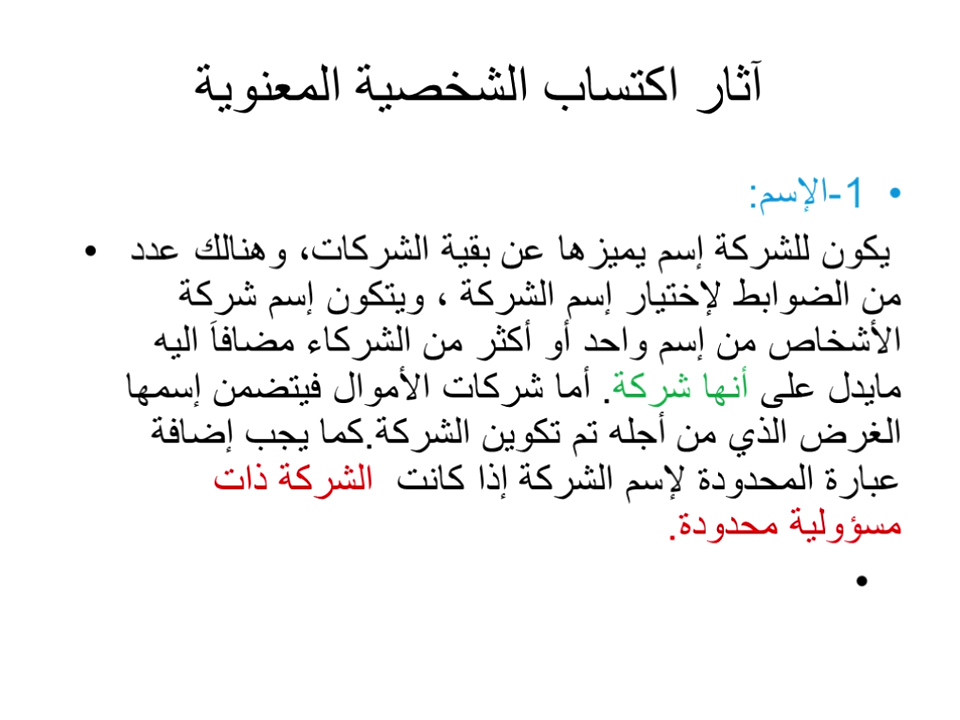 آثار اكتساب الشخصية المعنوية
• 1-الإسم:
• يكون للشركة إسم يميزها عن بقية الشركات، وهنالك عدد
من الضوابط لإختيار إسم الشركة ، ويتكون إسم شركة
الأشخاص من إسم واحد أو أكثر من الشركاء مضافاَ اليه
مايدل على أنها شركة. أما شركات الأموال فيتضمن إسمها
الغرض الذي من أجله تم تكوين الشركة.كما يجب إضافة
عبارة المحدودة لإسم الشركة إذا كانت الشركة ذات
مسؤولية محدودة.
•